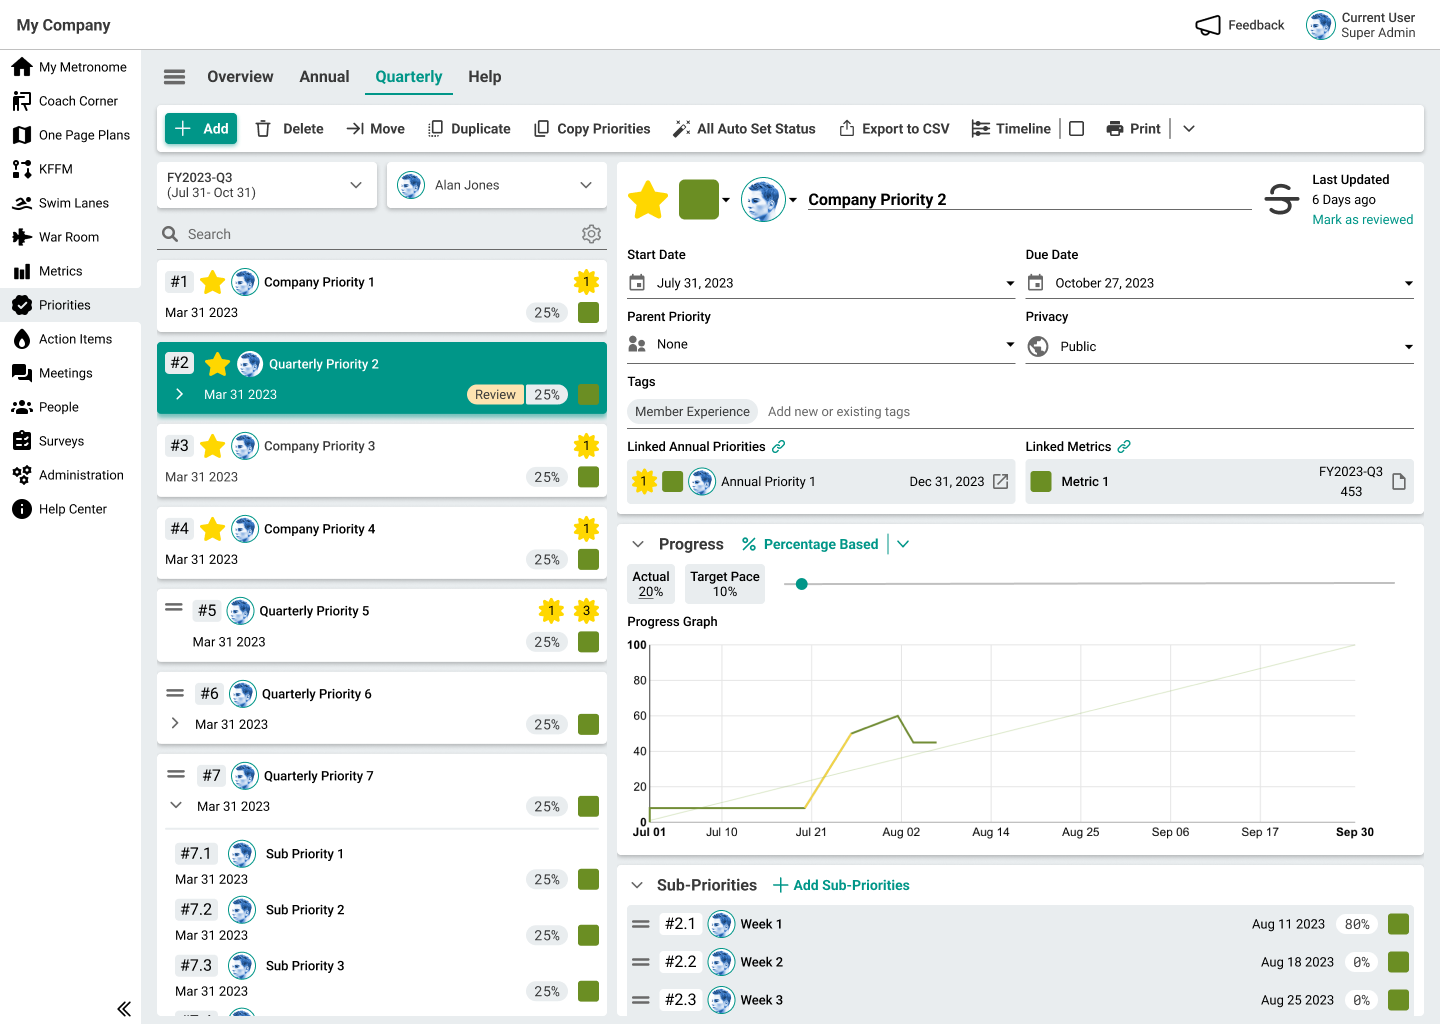 My Company
Feedback
Current User
Super Admin
My Metronome
Coach Corner
One Page Plans
KFFM
Swim Lanes
War Room
Metrics
Priorities
Action Items
Meetings
People
Surveys
Administration
Help Center
Overview Annual Quarterly Help
Add Delete Move Duplicate Copy Priorities All Auto Set Status Export to CSV Timeline Print
FY2023-Q3
(Jul 31- Oct 31)
Alan Jones
Search
#1 Company Priority 1 1
Mar 31 2023 25%
#2 Quarterly Priority 2
Mar 31 2023 Review 25%
#3 Company Priority 3 1
Mar 31 2023 25%
#4 Company Priority 4 1
Mar 31 2023 25%
#5 Quarterly Priority 5 1 3
Mar 31 2023 25%
#6 Quarterly Priority 6
Mar 31 2023 25%
#7 Quarterly Priority 7
Mar 31 2023 25%
#7.1 Sub Priority 1
Mar 31 2023 25%
#7.2 Sub Priority 2
Mar 31 2023 25%
#7.3 Sub Priority 3
Mar 31 2023 25%
Company Priority 2
Last Updated
6 Days ago
Mark as reviewed
Start Date
July 31, 2023
Due Date
October 27, 2023
Parent Priority
None
Privacy
Public
Tags
Member Experience Add new or existing tags
Linked Annual Priorities
1 Annual Priority 1 Dec 31, 2023
Linked Metrics
Metric 1
FY2023-Q3
453
Progress % Percentage Based
Actual
20%
Target Pace
10%
Progress Graph
100
80
60
40
20
0
Jul 01 Jul 10 Jul 21 Aug 02 Aug 14 Aug 25 Sep 06 Sep 17 Sep 30
Sub-Priorities Add Sub-Priorities
#2.1 Week 1 Aug 11 2023 80%
#2.2 Week 2 Aug 18 2023 0%
#2.3 Week 3 Aug 25 2023 0%